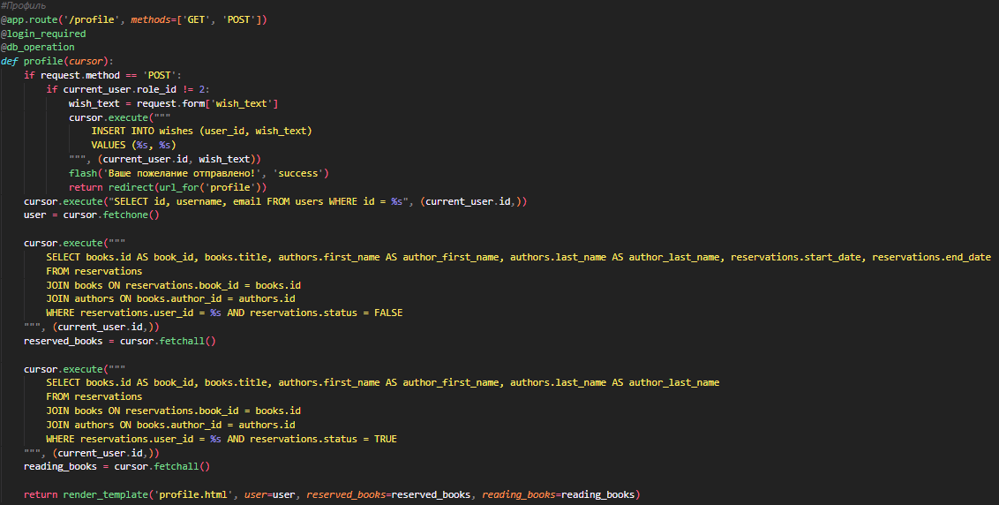 #Профиль
@app.route('/profile', methods=['GET', 'POST'])
@login_required
@db_operation
def profile(cursor):
    if request.method == 'POST':
        if current_user.role_id != 2:
            wish_text = request.form['wish_text']
            cursor.execute("""
                INSERT INTO wishes (user_id, wish_text)
                VALUES (%s, %s)
            """, (current_user.id, wish_text))
            flash('Ваше пожелание отправлено!', 'success')
            return redirect(url_for('profile'))
    cursor.execute("SELECT id, username, email FROM users WHERE id = %s", (current_user.id,))
    user = cursor.fetchone()

    cursor.execute("""
        SELECT books.id AS book_id, books.title, authors.first_name AS author_first_name, authors.last_name AS author_last_name, reservations.start_date, reservations.end_date
        FROM reservations
        JOIN books ON reservations.book_id = books.id
        JOIN authors ON books.author_id = authors.id
        WHERE reservations.user_id = %s AND reservations.status = FALSE
    """, (current_user.id,))
    reserved_books = cursor.fetchall()

    cursor.execute("""
        SELECT books.id AS book_id, books.title, authors.first_name AS author_first_name, authors.last_name AS author_last_name
        FROM reservations
        JOIN books ON reservations.book_id = books.id
        JOIN authors ON books.author_id = authors.id
        WHERE reservations.user_id = %s AND reservations.status = TRUE
    """, (current_user.id,))
    reading_books = cursor.fetchall()

    return render_template('profile.html', user=user, reserved_books=reserved_books, reading_books=reading_books)